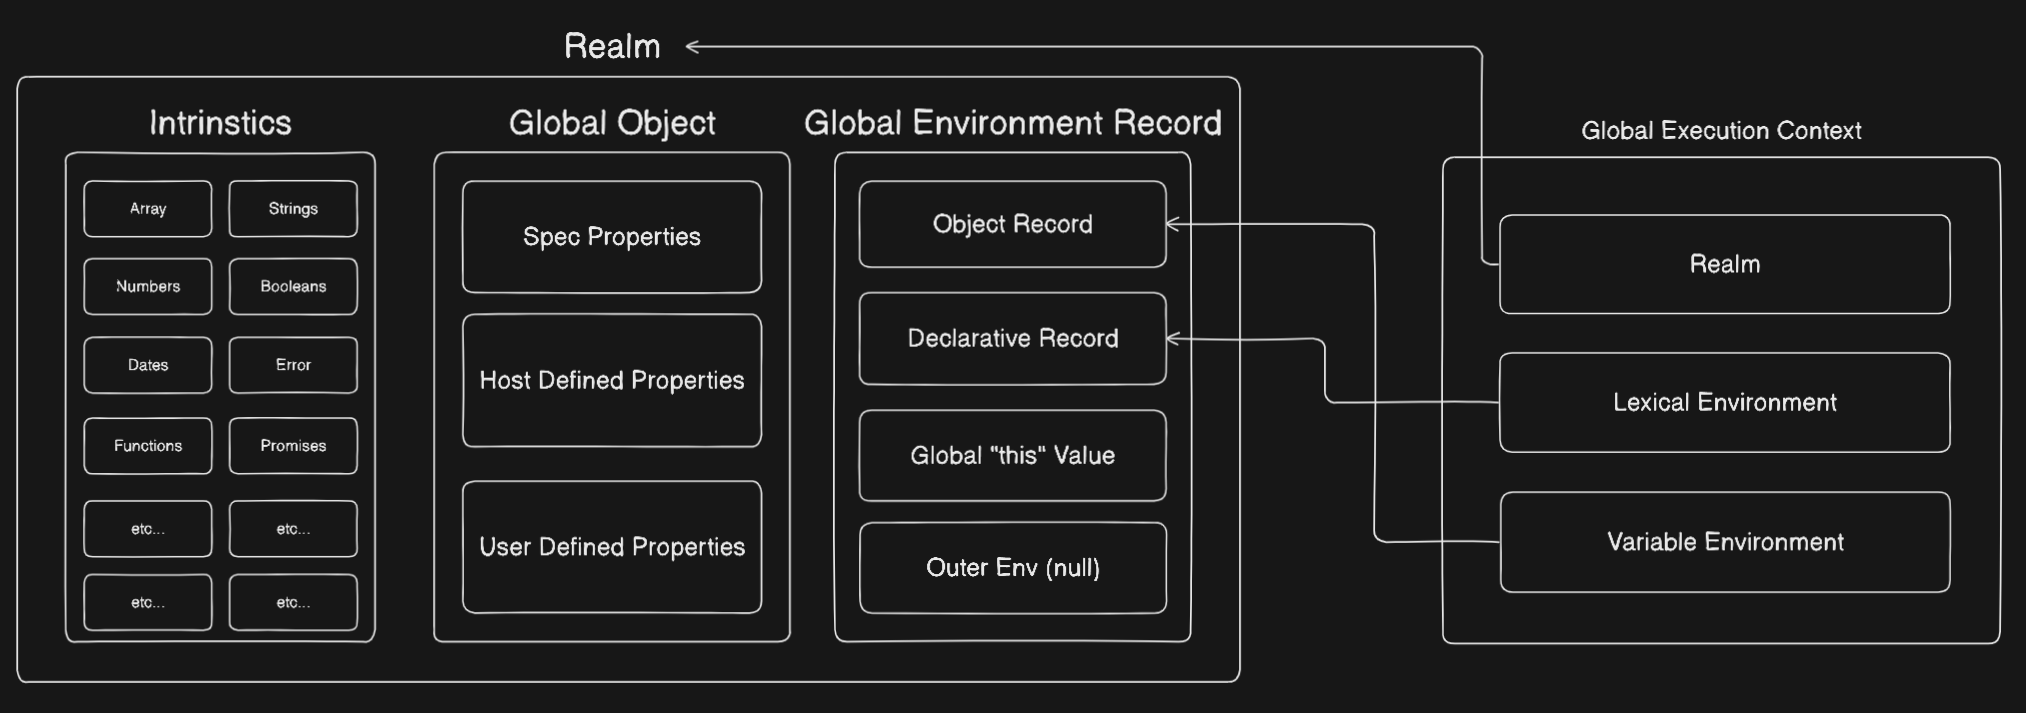 Realm
Intrinstics
Array
Strings
Numbers
Booleans
Dates
Error
Functions
Promises
etc...
etc...
etc...
etc...
Global Object
Spec Properties
Host Defined Properties
User Defined Properties
Global Environment Record
Object Record
Declarative Record
Global "this" Value
Outer Env (null)
Global Execution Context
Realm
Lexical Environment
Variable Environment